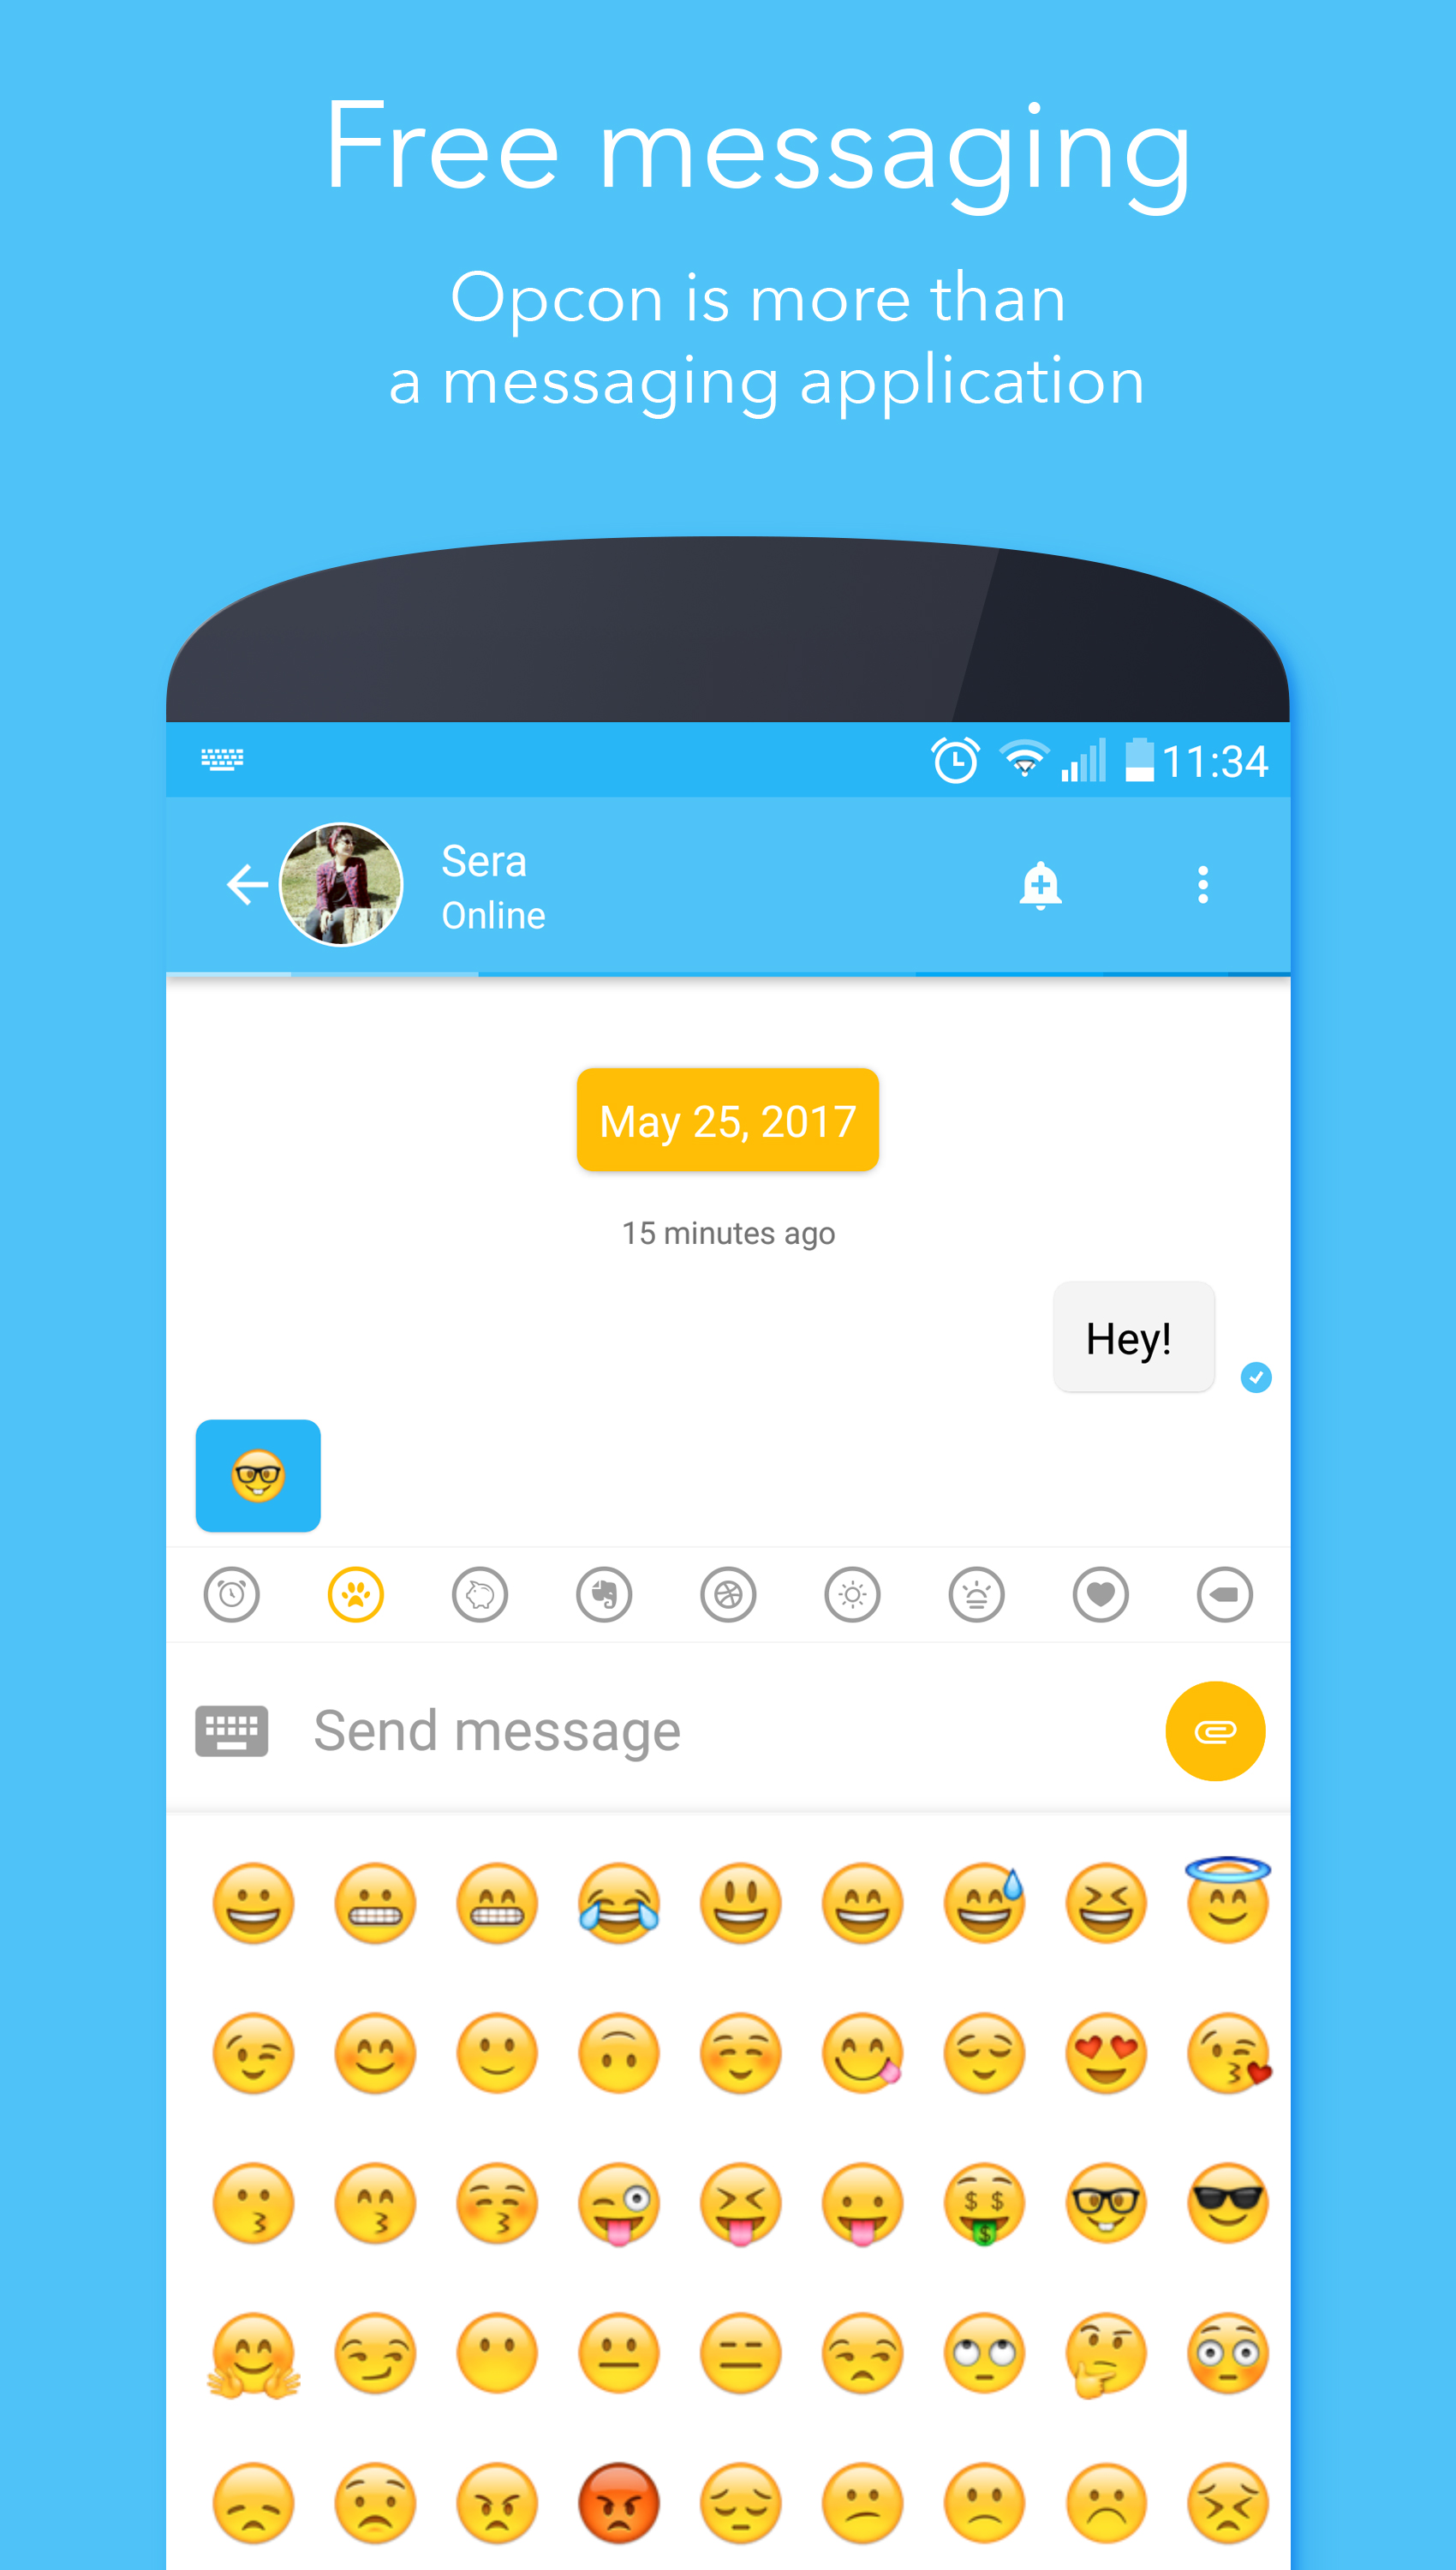 Free messaging
Opcon is more than
a messaging application
11:34
Sera
Online
May 25, 2017
15 minutes ago
Hey!
🤓
Send message